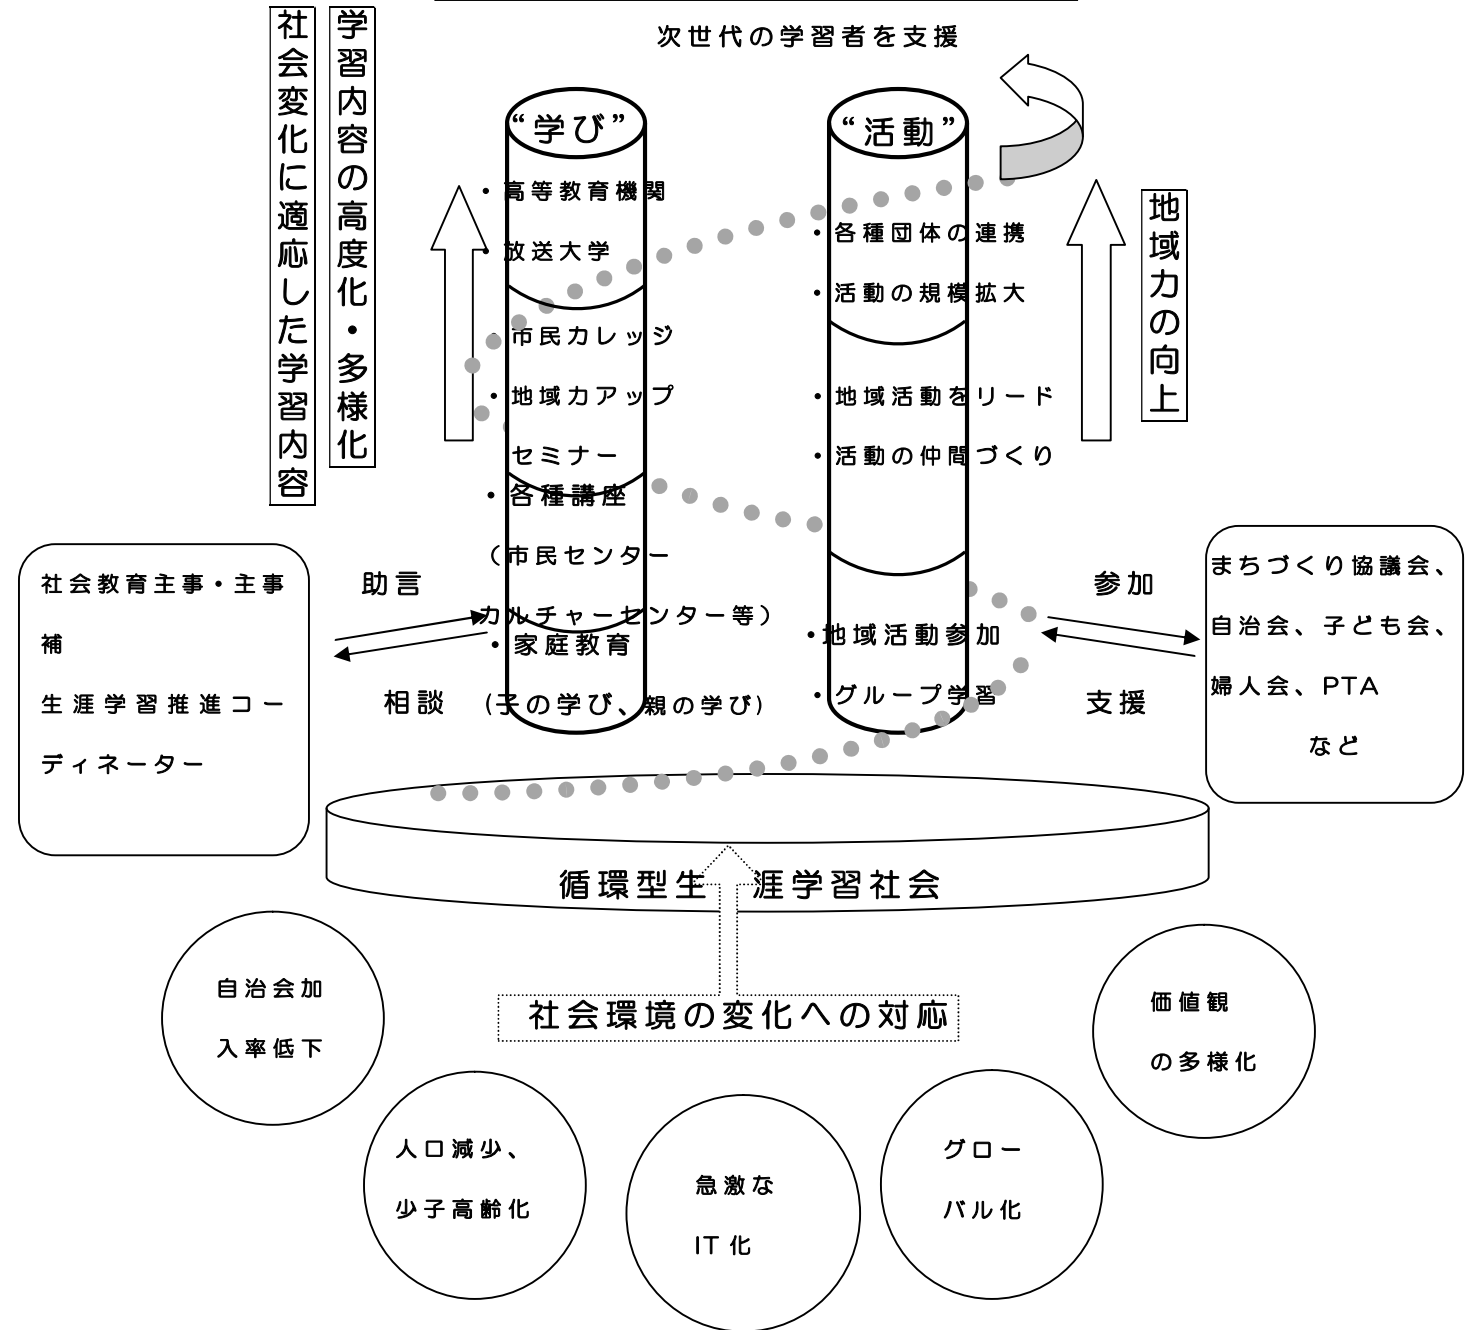 次世代の学習者を支援
社会変化に適応した学習内容
学習内容の高度化・多様化
“学び”
・高等教育機関
・放送大学
・市民カレッジ
・地域力アップ
セミナー
・各種講座
（市民センター
カルチャーセンター等）
・家庭教育
(子の学び、親の学び)
“活動”
・各種団体の連携
・活動の規模拡大
・地域活動をリード
・活動の仲間づくり
・地域活動参加
・グループ学習
地域力の向上
社会教育主事・主事
補
生涯学習推進コー
ディネーター
助言
相談
参加
支援
まちづくり協議会、
自治会、子ども会、
婦人会、PTA
など
循環型生涯学習社会
社会環境の変化への対応
自治会加
入率低下
人口減少、
少子高齢化
急激な
IT 化
グロー
バル化
価値観
の多様化